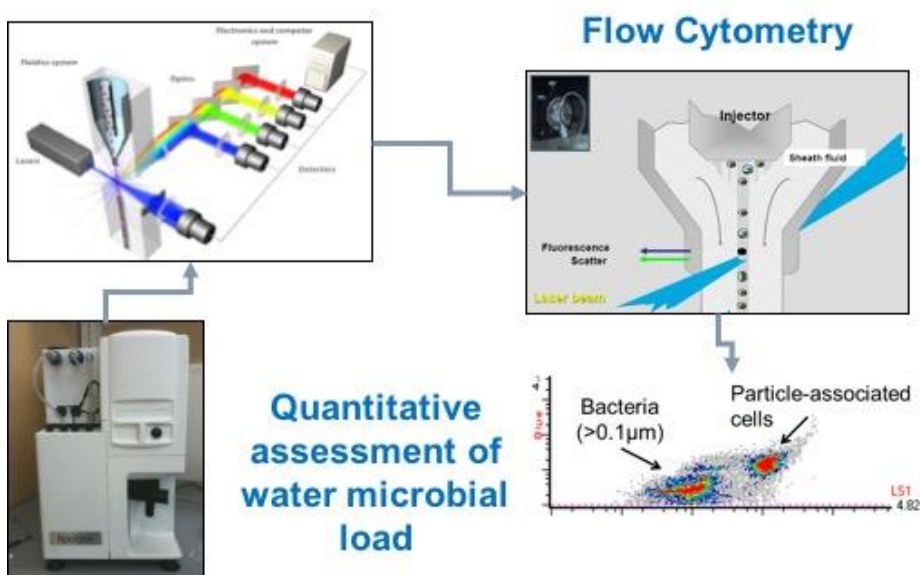 Flow Cytometry
Electronics and computer
system
Fluidics system
Optics
Lasers
Detectors
Injector
Sheath fluid
Fluorescence
Scatter
Laser beam
Quantitative
assessment of
water microbial
load
Bacteria
(>0.1µm)
Particle-associated
cells
Blue
LS1
4.82